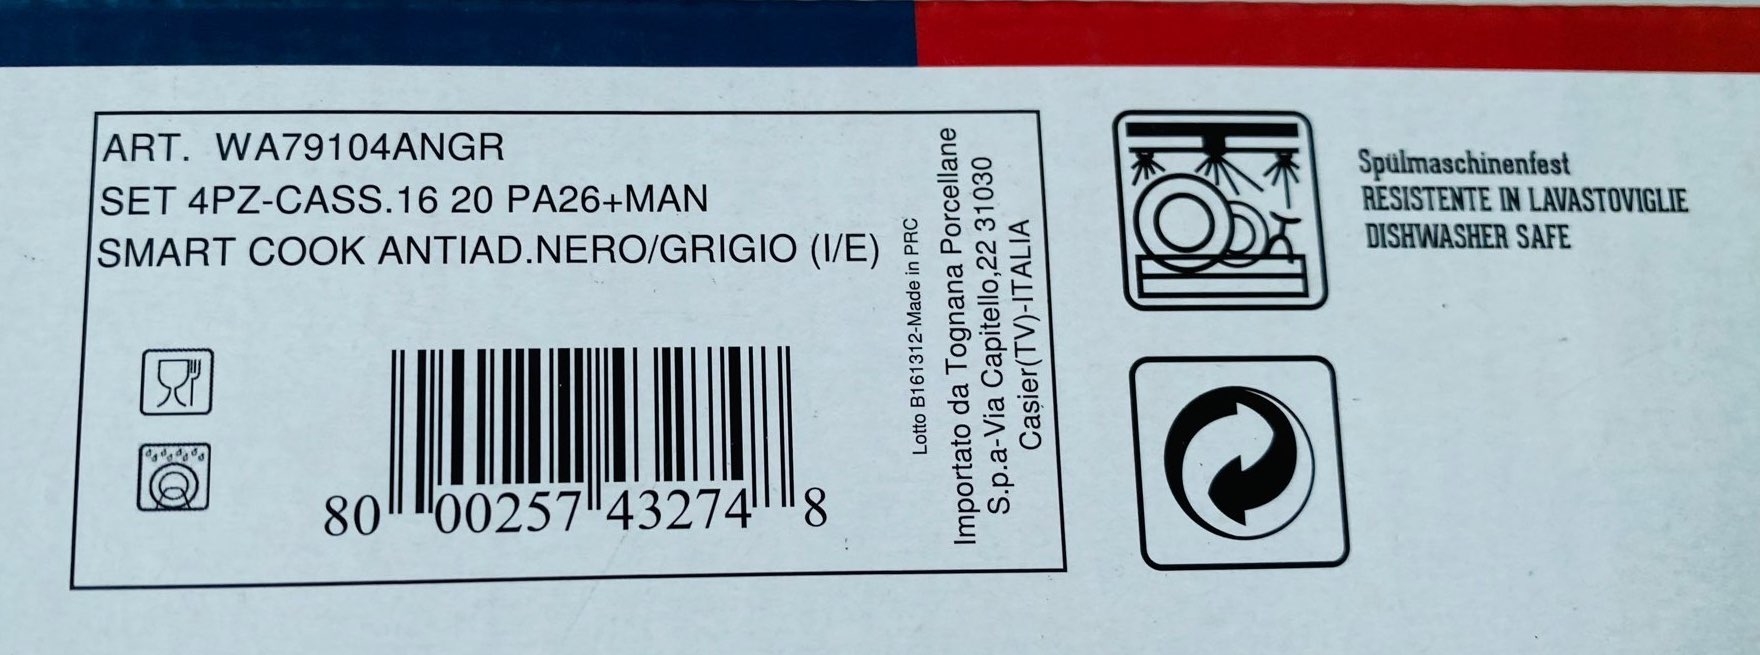 ART. WA79104ANGR
SET 4PZ-CASS.16 20 PA26+MAN
SMART COOK ANTIAD.NERO/GRIGIO (I/E)
80 00257 43274 8
Lotto B161312-Made in PRC
Importato da Tognana Porcellane
S.p.a-Via Capitello,22 31030
Casier(TV)-ITALIA
Spülmaschinenfest
RESISTENTE IN LAVASTOVIGLIE
DISHWASHER SAFE